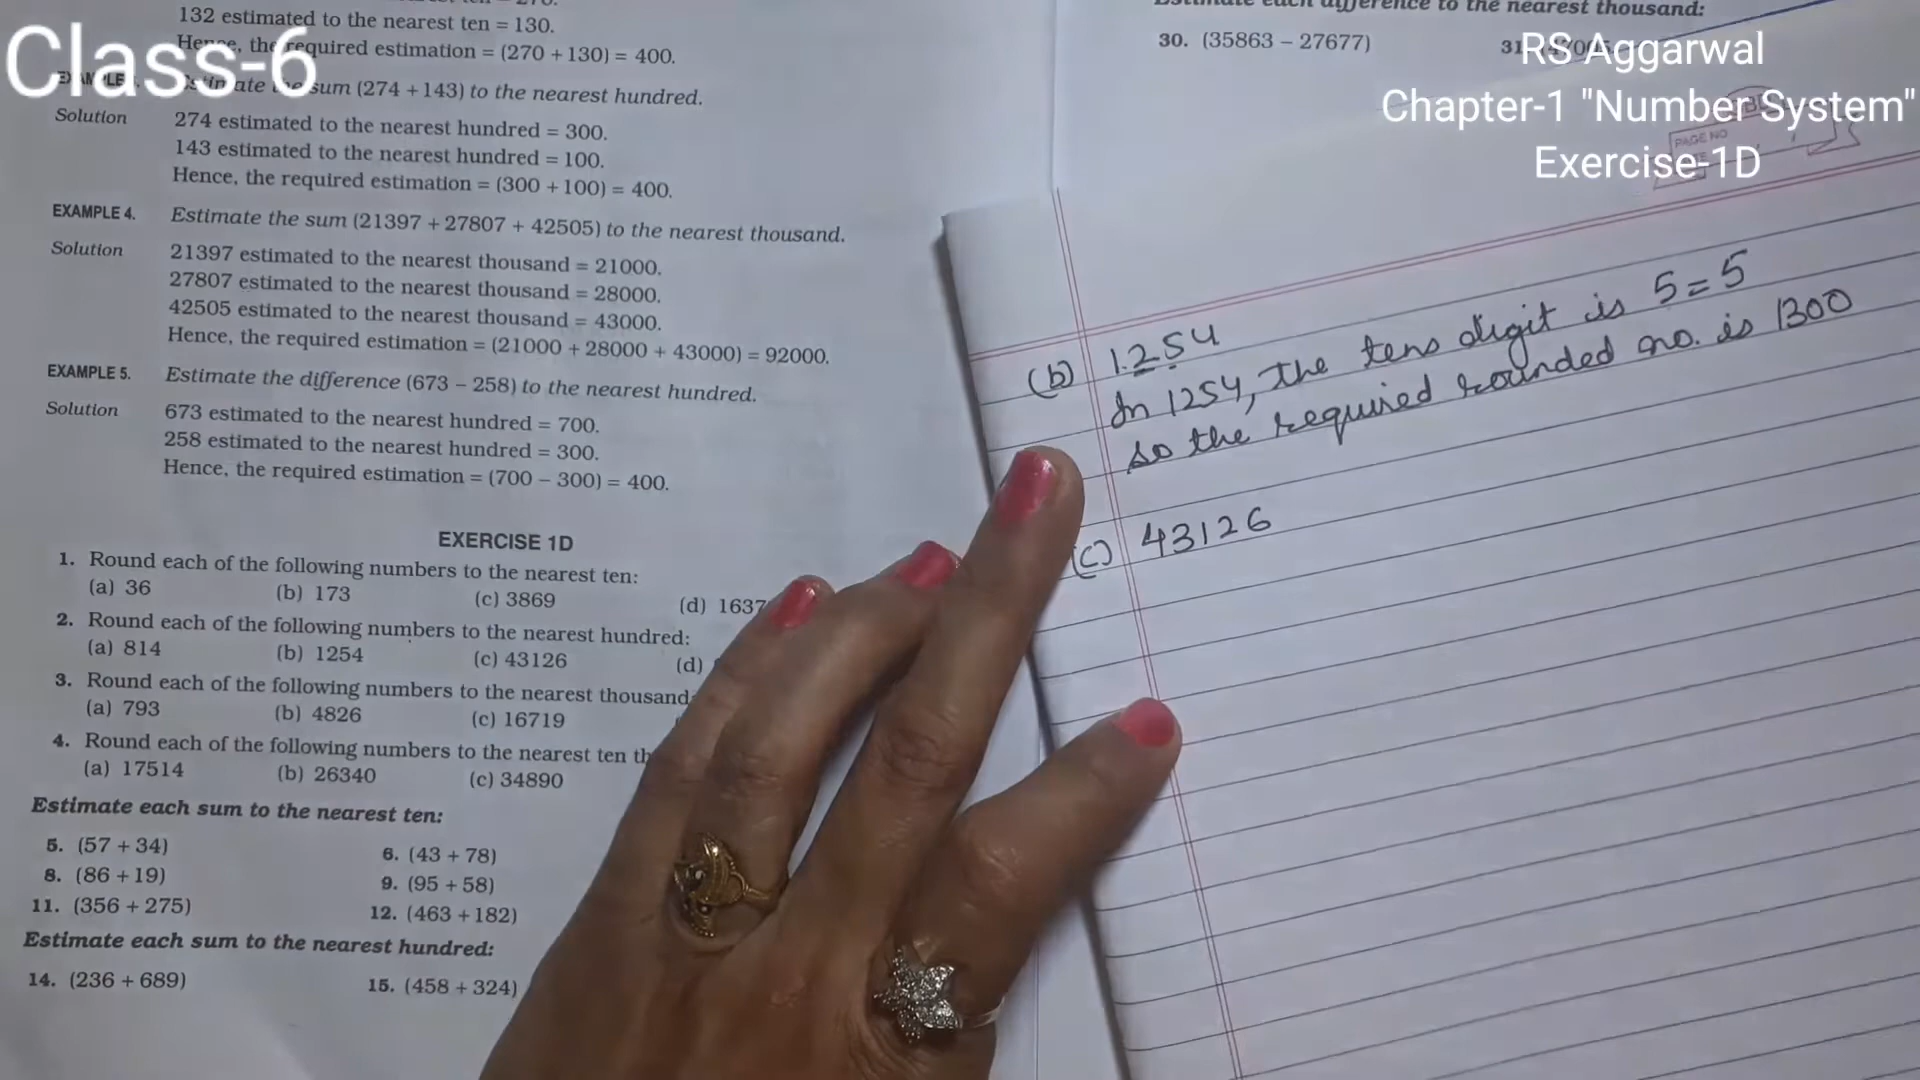 132 estimated to the nearest ten = 130.
Hence, the required estimation = (270 + 130) = 400.
Estimate the sum (274 + 143) to the nearest hundred.
Solution 274 estimated to the nearest hundred = 300.
143 estimated to the nearest hundred = 100.
Hence, the required estimation = (300 + 100) = 400.
EXAMPLE 4. Estimate the sum (21397 + 27807 + 42505) to the nearest thousand.
Solution 21397 estimated to the nearest thousand = 21000.
27807 estimated to the nearest thousand = 28000.
42505 estimated to the nearest thousand = 43000.
Hence, the required estimation = (21000 + 28000 + 43000) = 92000.
EXAMPLE 5. Estimate the difference (673 – 258) to the nearest hundred.
Solution 673 estimated to the nearest hundred = 700.
258 estimated to the nearest hundred = 300.
Hence, the required estimation = (700 – 300) = 400.
EXERCISE 1D
1. Round each of the following numbers to the nearest ten:
(a) 36 (b) 173 (c) 3869 (d) 1637
2. Round each of the following numbers to the nearest hundred:
(a) 814 (b) 1254 (c) 43126 (d)
3. Round each of the following numbers to the nearest thousand
(a) 793 (b) 4826 (c) 16719
4. Round each of the following numbers to the nearest ten
(a) 17514 (b) 26340 (c) 34890
Estimate each sum to the nearest ten:
5. (57 + 34) 6. (43 + 78)
8. (86 + 19) 9. (95 + 58)
11. (356 + 275) 12. (463 + 182)
Estimate each sum to the nearest hundred:
14. (236 + 689) 15. (458 + 324)
Class-6
Estimate each difference to the nearest thousand:
30. (35863 – 27677) 31.
RS Aggarwal
Chapter-1 "Number System"
Exercise-1D
PAGE NO
(b) 1254
In 1254, the tens digit is 5=5
so the required rounded no. is 1300
(c) 43126